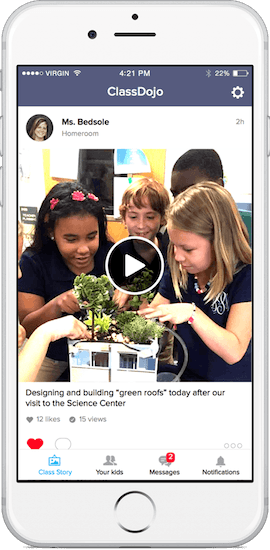 VIRGIN 4:21 PM 22%
ClassDojo
Ms. Bedsole
2h
Homeroom
Designing and building "green roofs" today after our
visit to the Science Center
12 likes 15 views
2
Class Story Your kids Messages Notifications